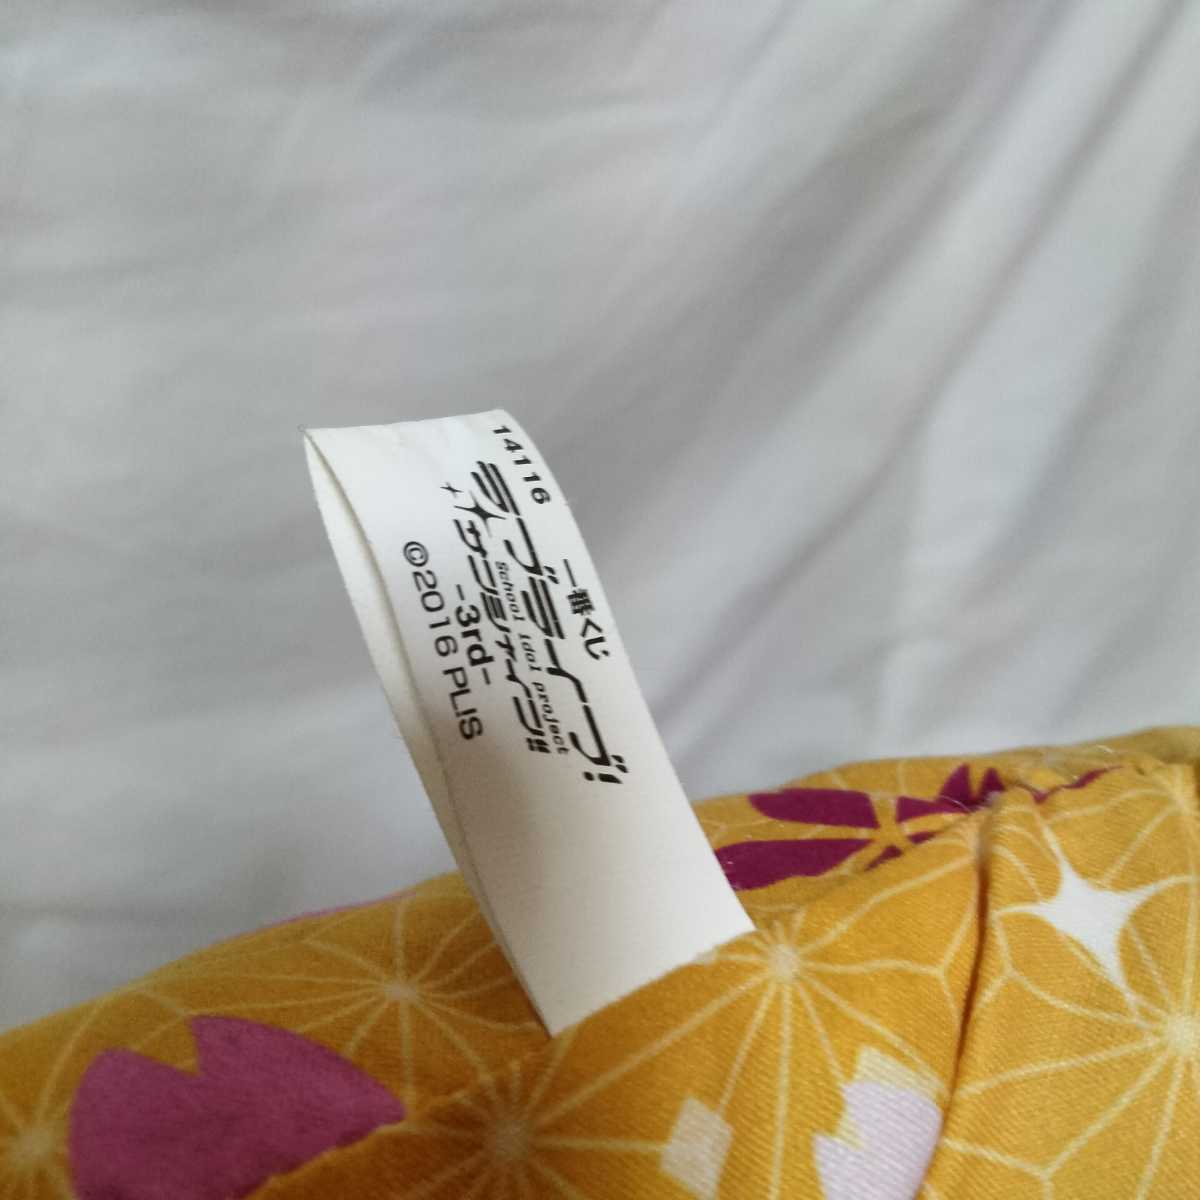 14116
一番くじ
ラブライブ!
School idol project
サンシャイン!!
-3rd-
©2016 PL!S